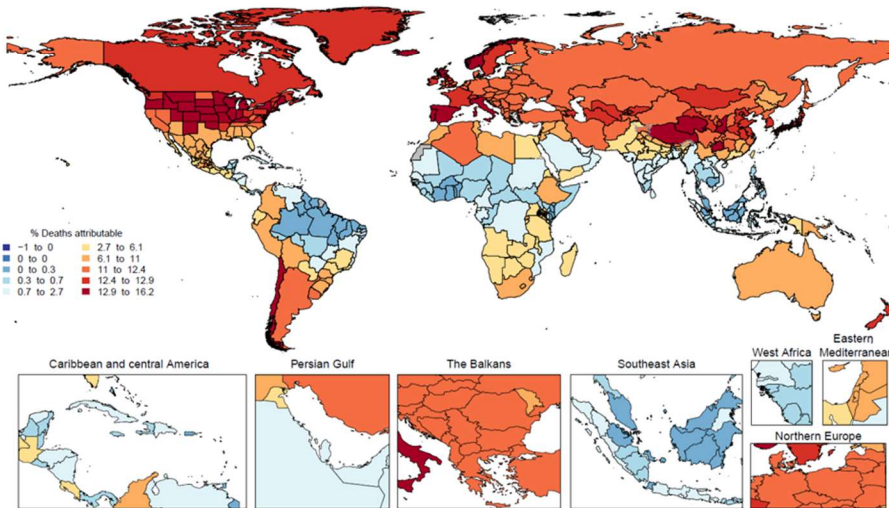 % Deaths attributable
−1 to 0
0 to 0
0 to 0.3
0.3 to 0.7
0.7 to 2.7
2.7 to 6.1
6.1 to 11
11 to 12.4
12.4 to 12.9
12.9 to 16.2
Caribbean and central America
Persian Gulf
The Balkans
Southeast Asia
West Africa
Eastern
Mediterranean
Northern Europe